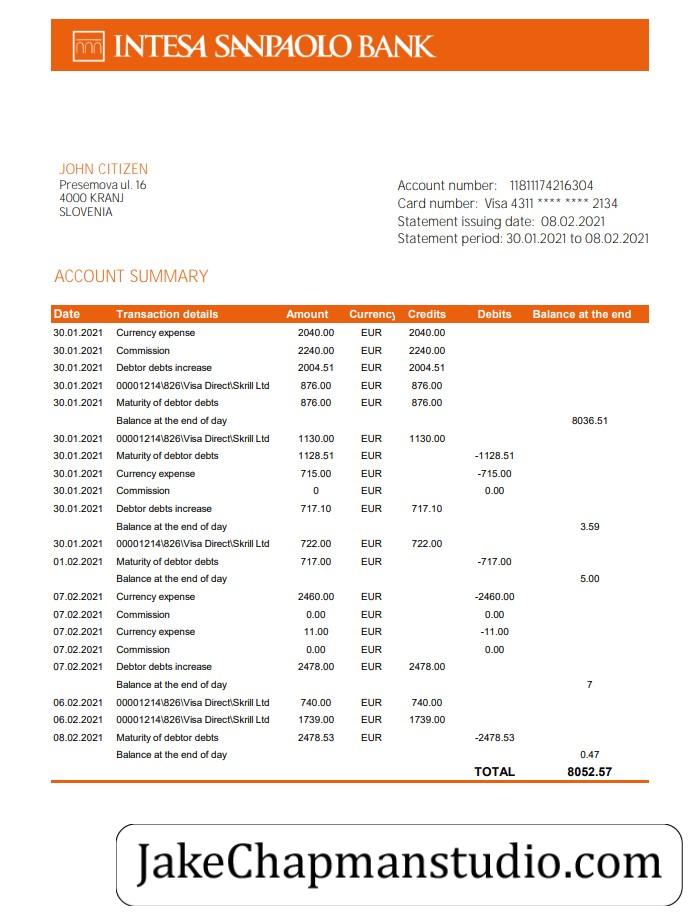 INTESA SANPAOLO BANK
JOHN CITIZEN
Presemova ul. 16
4000 KRANJ
SLOVENIA
Account number: 11811174216304
Card number: Visa 4311 **** **** 2134
Statement issuing date: 08.02.2021
Statement period: 30.01.2021 to 08.02.2021
ACCOUNT SUMMARY
Date Transaction details Amount Currency Credits Debits Balance at the end
30.01.2021 Currency expense 2040.00 EUR 2040.00
30.01.2021 Commission 2240.00 EUR 2240.00
30.01.2021 Debtor debts increase 2004.51 EUR 2004.51
30.01.2021 00001214\826\Visa Direct\Skrill Ltd 876.00 EUR 876.00
30.01.2021 Maturity of debtor debts 876.00 EUR 876.00
Balance at the end of day 8036.51
30.01.2021 00001214\826\Visa Direct\Skrill Ltd 1130.00 EUR 1130.00
30.01.2021 Maturity of debtor debts 1128.51 EUR -1128.51
30.01.2021 Currency expense 715.00 EUR -715.00
30.01.2021 Commission 0 EUR 0.00
30.01.2021 Debtor debts increase 717.10 EUR 717.10
Balance at the end of day 3.59
30.01.2021 00001214\826\Visa Direct\Skrill Ltd 722.00 EUR 722.00
01.02.2021 Maturity of debtor debts 717.00 EUR -717.00
Balance at the end of day 5.00
07.02.2021 Currency expense 2460.00 EUR -2460.00
07.02.2021 Commission 0.00 EUR 0.00
07.02.2021 Currency expense 11.00 EUR -11.00
07.02.2021 Commission 0.00 EUR 0.00
07.02.2021 Debtor debts increase 2478.00 EUR 2478.00
Balance at the end of day 7
06.02.2021 00001214\826\Visa Direct\Skrill Ltd 740.00 EUR 740.00
06.02.2021 00001214\826\Visa Direct\Skrill Ltd 1739.00 EUR 1739.00
08.02.2021 Maturity of debtor debts 2478.53 EUR -2478.53
Balance at the end of day 0.47
TOTAL 8052.57
JakeChapmanstudio.com